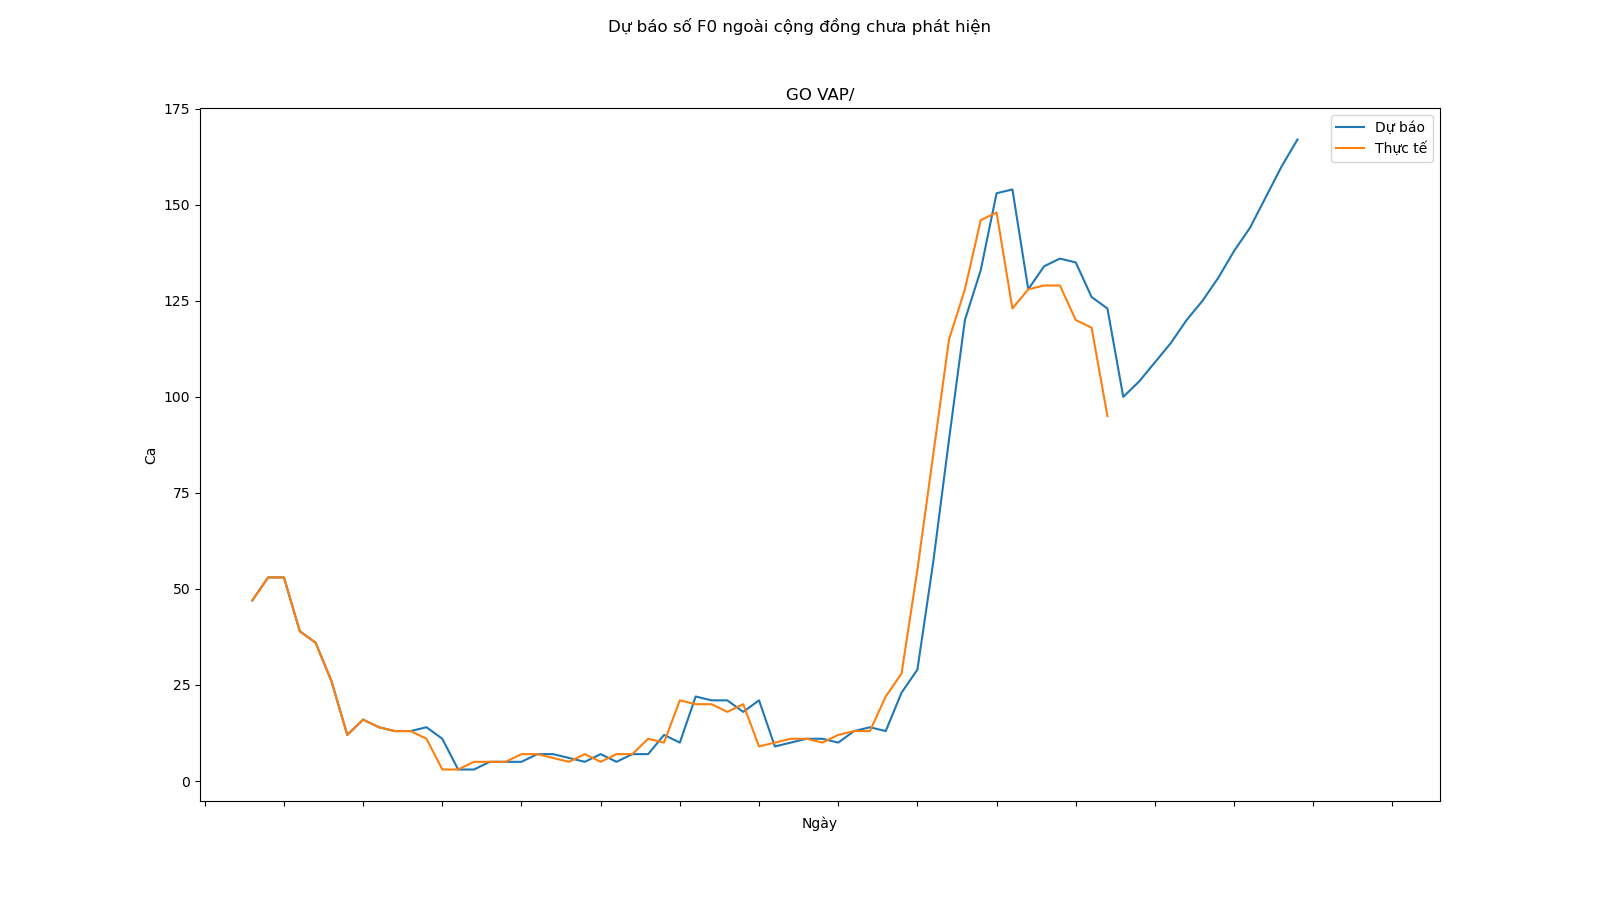 Dự báo số F0 ngoài cộng đồng chưa phát hiện
GO VAP/
175
150
125
100
75
50
25
0
Ca
Ngày
Dự báo
Thực tế